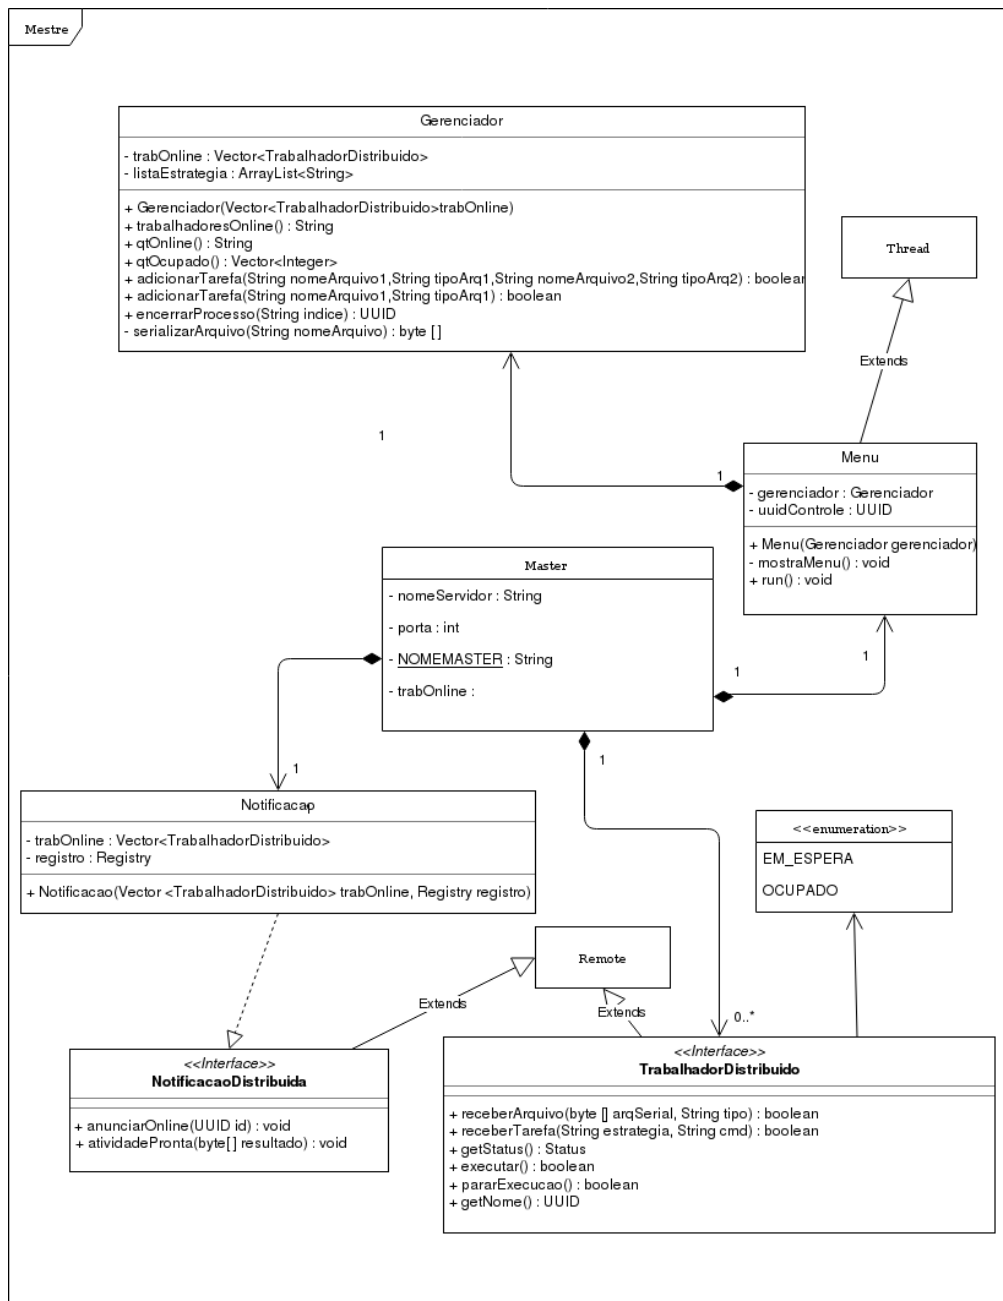 Mestre
Gerenciador
- trabOnline : Vector<TrabalhadorDistribuido>
- listaEstrategia : ArrayList<String>
+ Gerenciador(Vector<TrabalhadorDistribuido>trabOnline)
+ trabalhadoresOnline() : String
+ qtOnline() : String
+ qtOcupado() : Vector<Integer>
+ adicionarTarefa(String nomeArquivo1,String tipoArq1,String nomeArquivo2,String tipoArq2) : boolean
+ adicionarTarefa(String nomeArquivo1,String tipoArq1) : boolean
+ encerrarProcesso(String indice) : UUID
- serializarArquivo(String nomeArquivo) : byte []
Thread
Extends
1
1
Menu
- gerenciador : Gerenciador
- uuidControle : UUID
+ Menu(Gerenciador gerenciador)
- mostraMenu() : void
+ run() : void
Master
- nomeServidor : String
- porta : int
- NOMEMASTER : String
- trabOnline :
1
1
1
1
Notificacao
- trabOnline : Vector<TrabalhadorDistribuido>
- registro : Registry
+ Notificacao(Vector <TrabalhadorDistribuido> trabOnline, Registry registro)
<<enumeration>>
EM_ESPERA
OCUPADO
Remote
Extends
Extends
0..*
<<Interface>>
NotificacaoDistribuida
+ anunciarOnline(UUID id) : void
+ atividadePronta(byte[] resultado) : void
<<Interface>>
TrabalhadorDistribuido
+ receberArquivo(byte [] arqSerial, String tipo) : boolean
+ receberTarefa(String estrategia, String cmd) : boolean
+ getStatus() : Status
+ executar() : boolean
+ pararExecucao() : boolean
+ getNome() : UUID